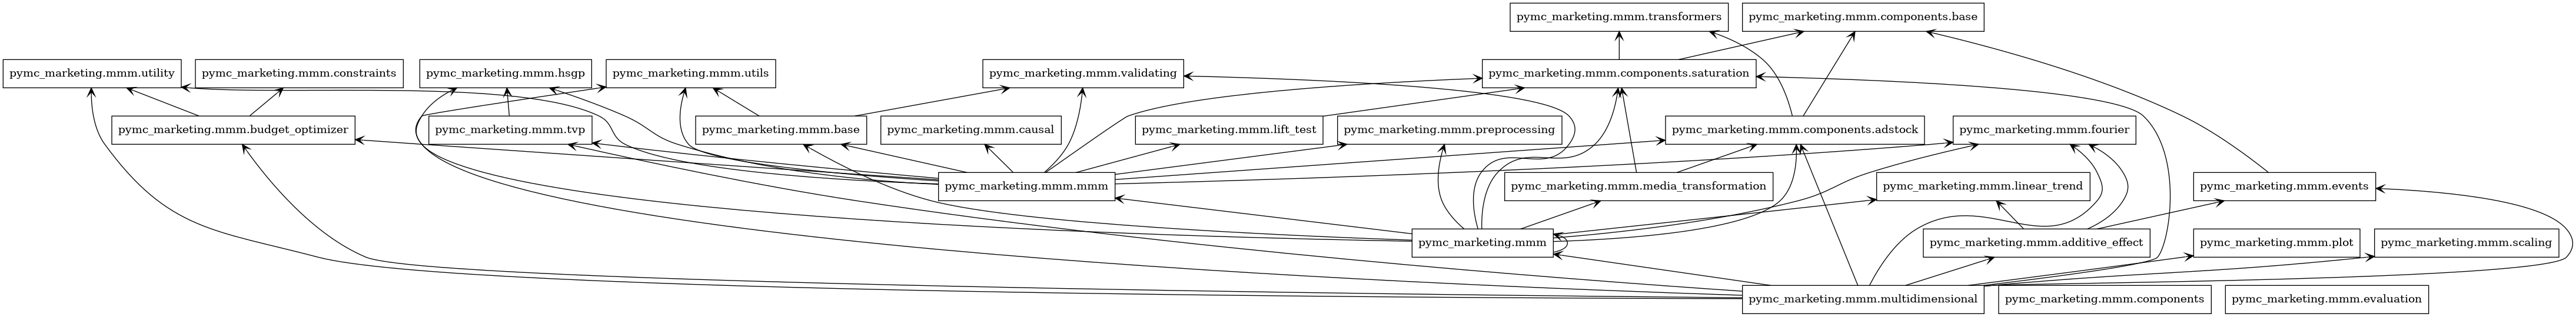 pymc_marketing.mmm.transformers
pymc_marketing.mmm.components.base
pymc_marketing.mmm.utility
pymc_marketing.mmm.constraints
pymc_marketing.mmm.hsgp
pymc_marketing.mmm.utils
pymc_marketing.mmm.validating
pymc_marketing.mmm.components.saturation
pymc_marketing.mmm.budget_optimizer
pymc_marketing.mmm.tvp
pymc_marketing.mmm.base
pymc_marketing.mmm.causal
pymc_marketing.mmm.lift_test
pymc_marketing.mmm.preprocessing
pymc_marketing.mmm.components.adstock
pymc_marketing.mmm.fourier
pymc_marketing.mmm.mmm
pymc_marketing.mmm.media_transformation
pymc_marketing.mmm.linear_trend
pymc_marketing.mmm.events
pymc_marketing.mmm
pymc_marketing.mmm.additive_effect
pymc_marketing.mmm.plot
pymc_marketing.mmm.scaling
pymc_marketing.mmm.multidimensional
pymc_marketing.mmm.components
pymc_marketing.mmm.evaluation